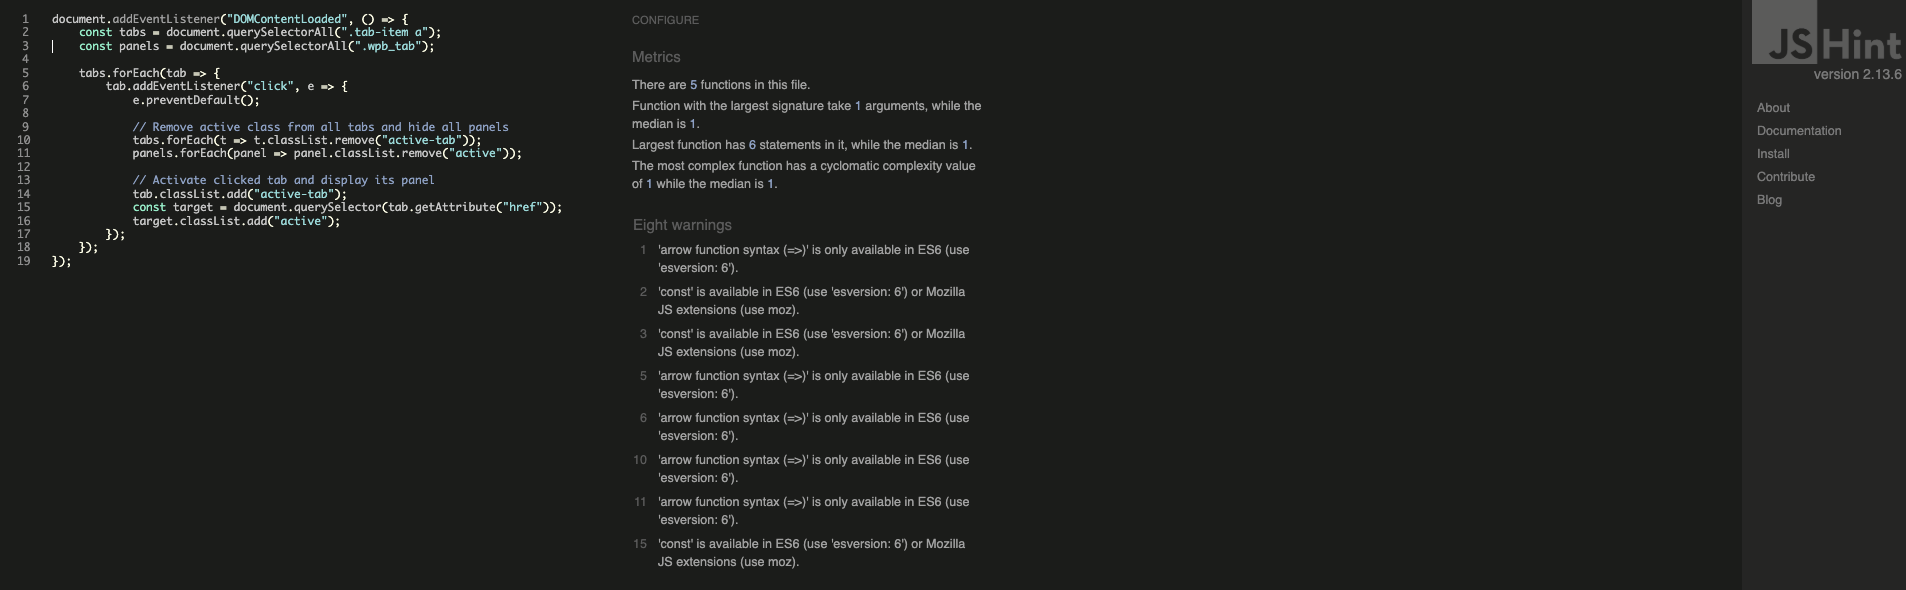 1 document.addEventListener("DOMContentLoaded", () => {
2     const tabs = document.querySelectorAll(".tab-item a");
3     const panels = document.querySelectorAll(".wpb_tab");
4
5     tabs.forEach(tab => {
6         tab.addEventListener("click", e => {
7             e.preventDefault();
8
9             // Remove active class from all tabs and hide all panels
10             tabs.forEach(t => t.classList.remove("active-tab"));
11             panels.forEach(panel => panel.classList.remove("active"));
12
13             // Activate clicked tab and display its panel
14             tab.classList.add("active-tab");
15             const target = document.querySelector(tab.getAttribute("href"));
16             target.classList.add("active");
17         });
18     });
19 });
CONFIGURE
Metrics
There are 5 functions in this file.
Function with the largest signature take 1 arguments, while the
median is 1.
Largest function has 6 statements in it, while the median is 1.
The most complex function has a cyclomatic complexity value
of 1 while the median is 1.
Eight warnings
1 'arrow function syntax (=>)' is only available in ES6 (use
'esversion: 6').
2 'const' is available in ES6 (use 'esversion: 6') or Mozilla
JS extensions (use moz).
3 'const' is available in ES6 (use 'esversion: 6') or Mozilla
JS extensions (use moz).
5 'arrow function syntax (=>)' is only available in ES6 (use
'esversion: 6').
6 'arrow function syntax (=>)' is only available in ES6 (use
'esversion: 6').
10 'arrow function syntax (=>)' is only available in ES6 (use
'esversion: 6').
11 'arrow function syntax (=>)' is only available in ES6 (use
'esversion: 6').
15 'const' is available in ES6 (use 'esversion: 6') or Mozilla
JS extensions (use moz).
JSHint
version 2.13.6
About
Documentation
Install
Contribute
Blog